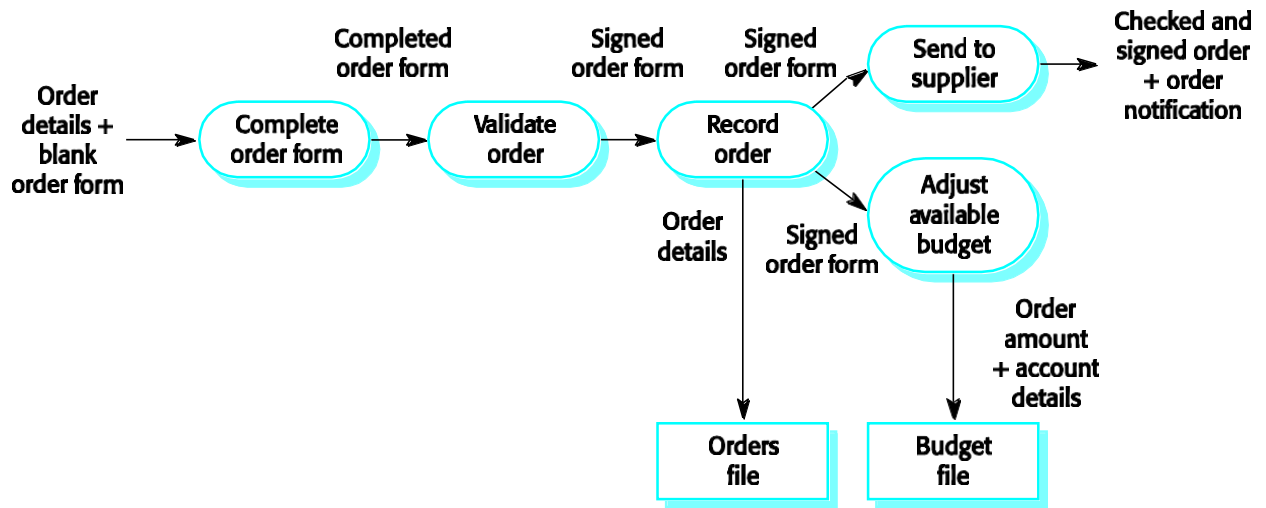 Order
details +
blank
order form
Complete
order form
Completed
order form
Validate
order
Signed
order form
Record
order
Signed
order form
Send to
supplier
Checked and
signed order
+ order
notification
Order
details
Signed
order form
Adjust
available
budget
Order
amount
+ account
details
Orders
file
Budget
file